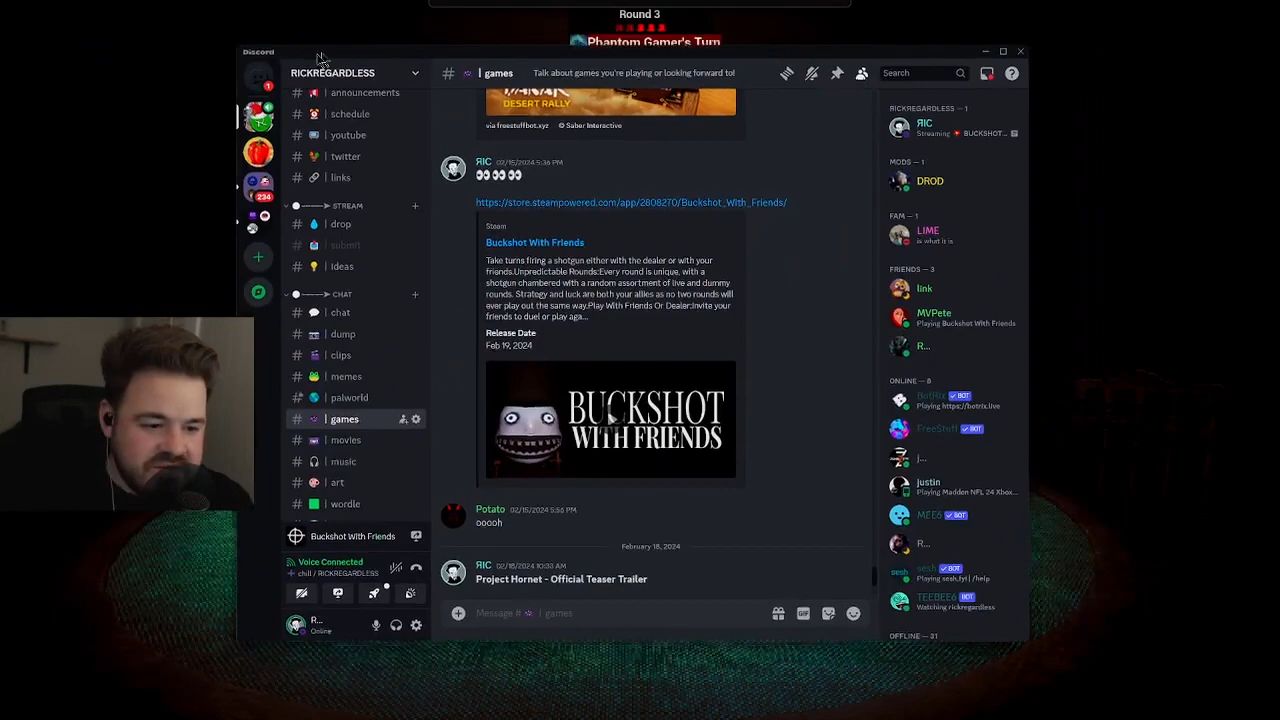 Round 3
Phantom Gamer's Turn
Discord
RICKREGARDLESS
announcements
schedule
youtube
twitter
links
STREAM
drop
submit
Ideas
CHAT
chat
dump
clips
memes
palworld
games
movies
music
art
wordle
Buckshot With Friends
Voice Connected
chill / RICKREGARDLESS
R...
Online
1
234
# | games
Talk about games you're playing or looking forward to!
Search
DESERT RALLY
via freestuffbot.xyz © Saber Interactive
ЯIC 02/15/2024 5:36 PM
https://store.steampowered.com/app/2808270/Buckshot_With_Friends/
Steam
Buckshot With Friends
Take turns firing a shotgun either with the dealer or with your
friends.Unpredictable Rounds:Every round is unique, with a
shotgun chambered with a random assortment of live and dummy
rounds. Strategy and luck are both your allies as no two rounds will
ever play out the same way.Play With Friends Or Dealer:Invite your
friends to duel or play aga...
Release Date
Feb 19, 2024
BUCKSHOT
WITH FRIENDS
Potato 02/15/2024 5:56 PM
ooooh
February 18, 2024
ЯIC 02/18/2024 10:33 AM
Project Hornet - Official Teaser Trailer
Message # | games
GIF
RICKREGARDLESS — 1
ЯIC
Streaming BUCKSHOT...
MODS — 1
DROD
FAM — 1
LIME
is what it is
FRIENDS — 3
link
MVPete
Playing Buckshot With Friends
R...
ONLINE — 8
BotRix BOT
Playing https://botrix.live
FreeStuff BOT
j...
justin
Playing Madden NFL 24 Xbox...
MEE6 BOT
R...
sesh BOT
Playing sesh.fyi | /help
TEEBEE6 BOT
Watching rickregardless
OFFLINE — 31